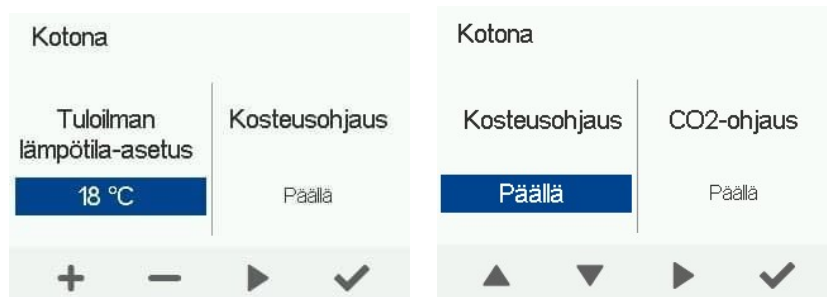 Kotona
Tuloilman
lämpötila-asetus
18 °C
Kosteusohjaus
Päällä
Kotona
Kosteusohjaus
Päällä
CO2-ohjaus
Päällä